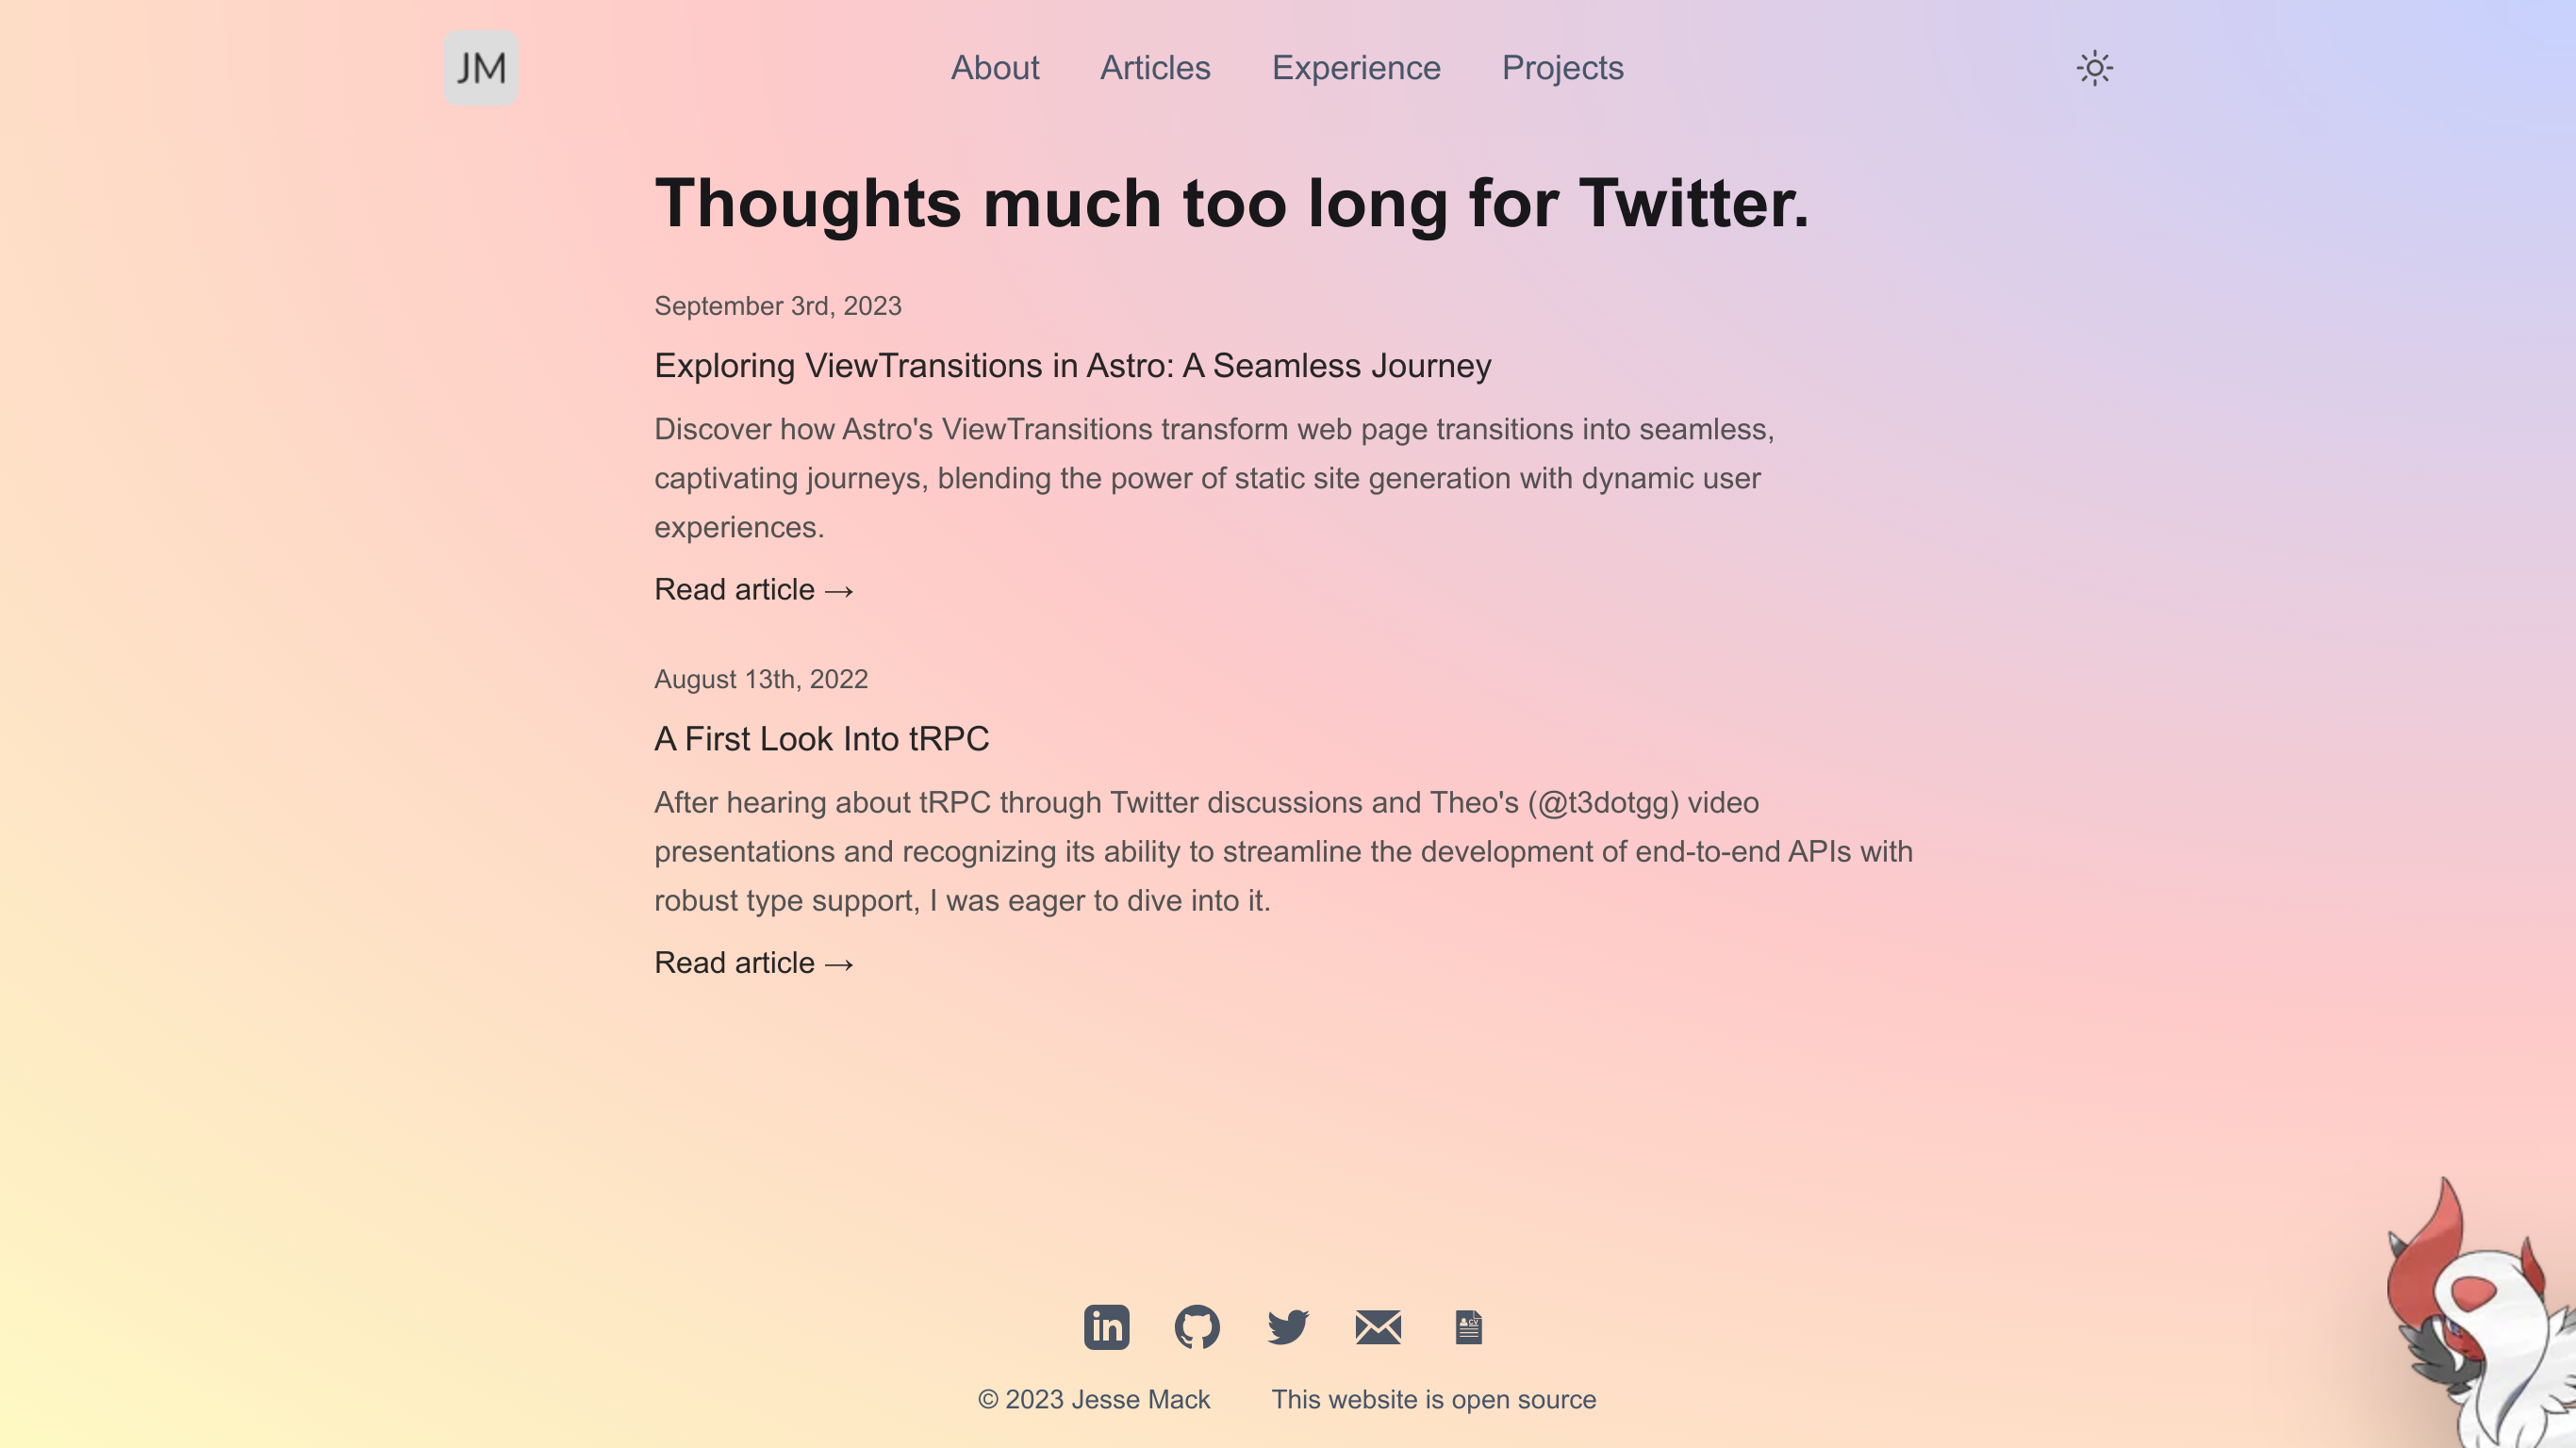 JM
About Articles Experience Projects
Thoughts much too long for Twitter.
September 3rd, 2023
Exploring ViewTransitions in Astro: A Seamless Journey
Discover how Astro's ViewTransitions transform web page transitions into seamless,
captivating journeys, blending the power of static site generation with dynamic user
experiences.
Read article →
August 13th, 2022
A First Look Into tRPC
After hearing about tRPC through Twitter discussions and Theo's (@t3dotgg) video
presentations and recognizing its ability to streamline the development of end-to-end APIs with
robust type support, I was eager to dive into it.
Read article →
in
CV
© 2023 Jesse Mack This website is open source